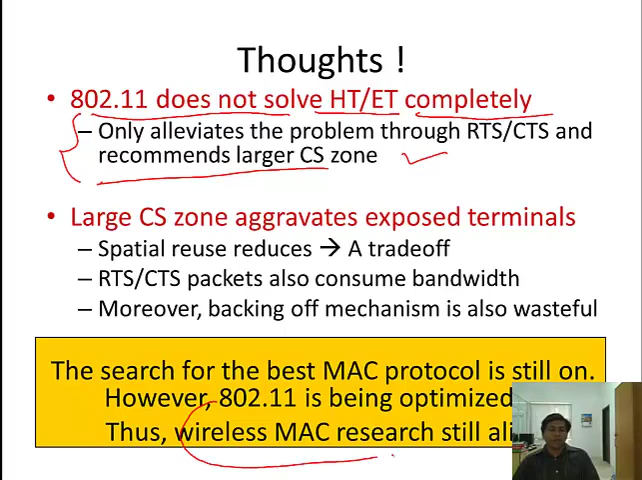 Thoughts !
• 802.11 does not solve HT/ET completely
– Only alleviates the problem through RTS/CTS and
recommends larger CS zone
• Large CS zone aggravates exposed terminals
– Spatial reuse reduces → A tradeoff
– RTS/CTS packets also consume bandwidth
– Moreover, backing off mechanism is also wasteful
The search for the best MAC protocol is still on.
However, 802.11 is being optimized
Thus, wireless MAC research still